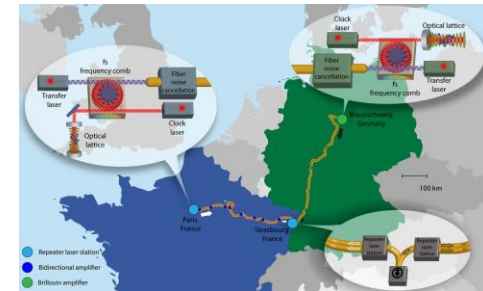 fs
frequency comb
Fiber
noise
cancellation
Transfer
laser
Clock
laser
Optical
lattice
Clock
laser
Optical lattice
Fiber
noise
cancellation
fs
frequency comb
Transfer
laser
Braunschweig,
Germany
100 km
Paris,
France
Strasbourg,
France
Repeater laser
station
Repeater laser
station
Repeater laser station
Bidirectional amplifier
Brillouin amplifier